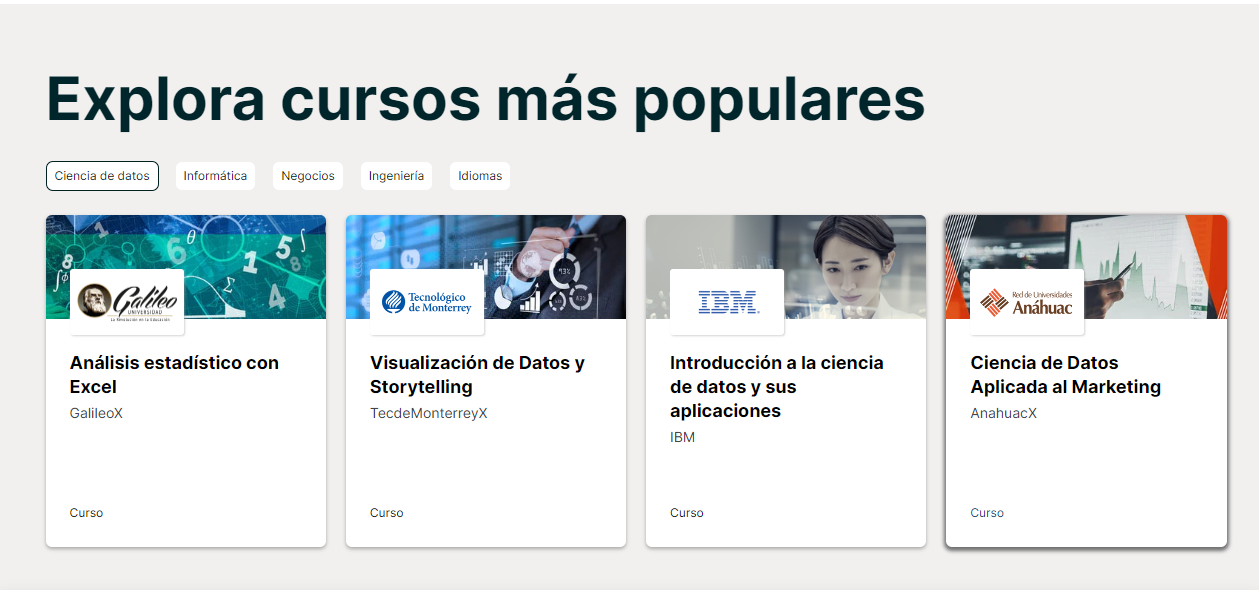 Explora cursos más populares
Ciencia de datos
Informática
Negocios
Ingeniería
Idiomas
Galileo
UNIVERSIDAD
La Revolución en la Educación
Análisis estadístico con
Excel
GalileoX
Curso
Tecnológico
de Monterrey
Visualización de Datos y
Storytelling
TecdeMonterreyX
Curso
IBM
Introducción a la ciencia
de datos y sus
aplicaciones
IBM
Curso
Red de Universidades
Anáhuac
Ciencia de Datos
Aplicada al Marketing
AnahuacX
Curso